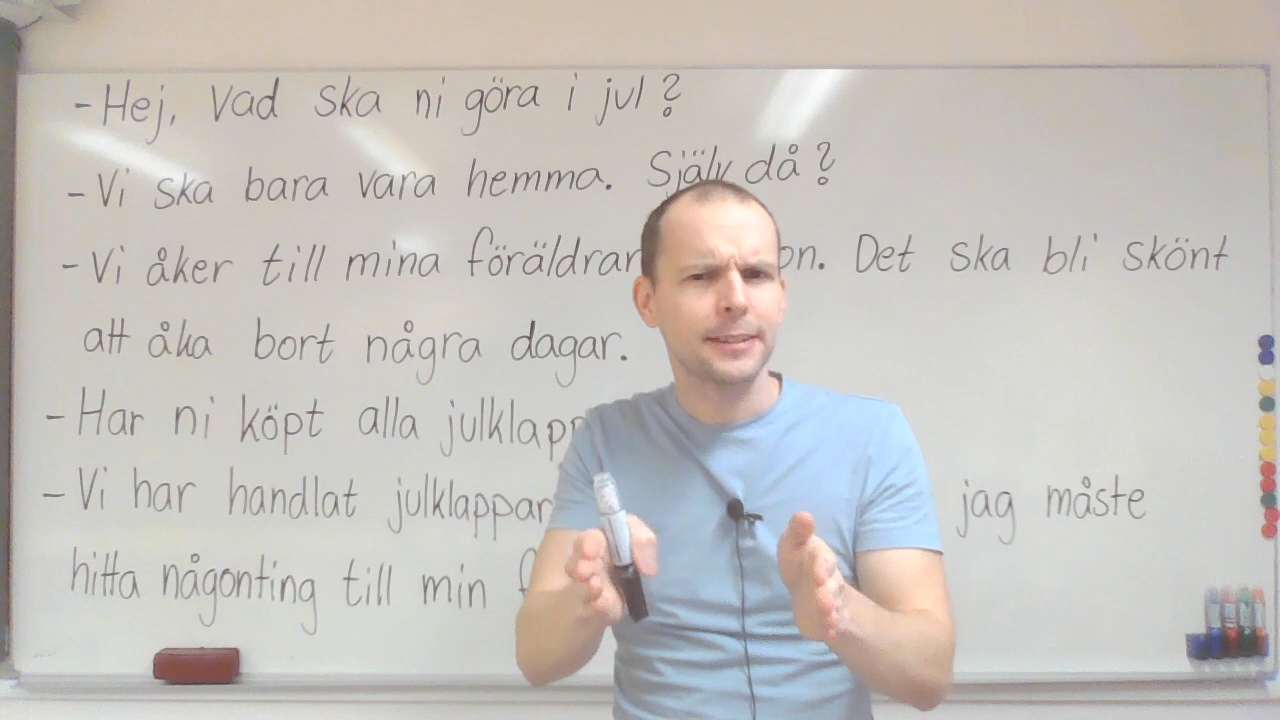 - Hej, Vad ska ni göra i jul?
- Vi ska bara vara hemma. Själv då?
- Vi åker till mina föräldrar on. Det ska bli skönt
att åka bort några dagar.
- Har ni köpt alla julklapp
- Vi har handlat julklappar jag måste
hitta någonting till min